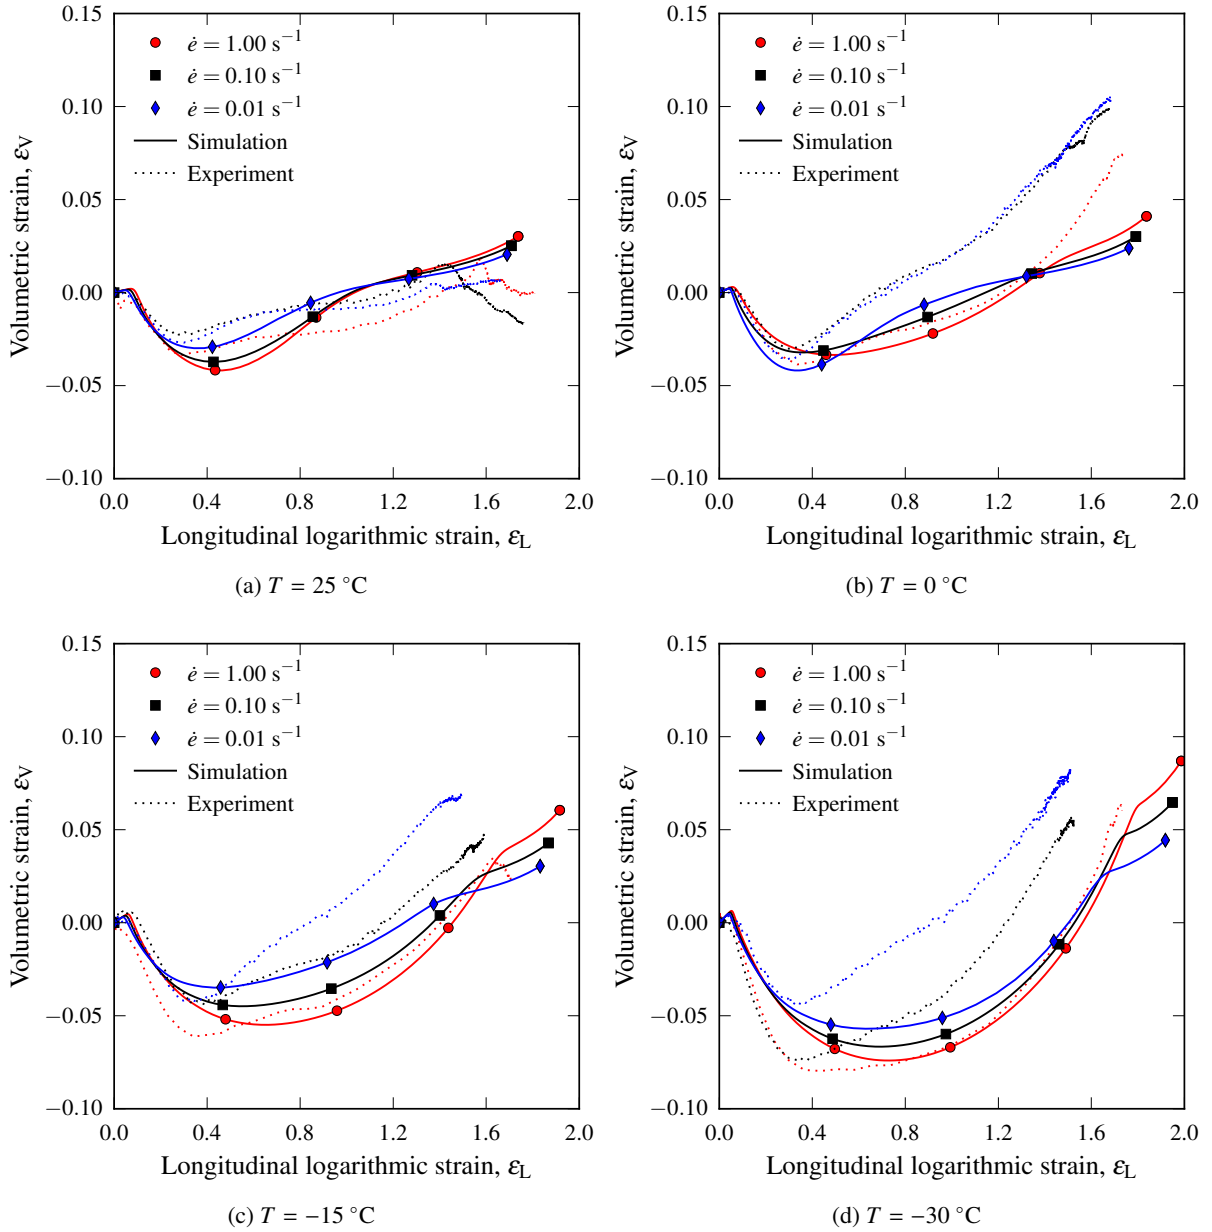 0.15
0.10
0.05
0.00
−0.05
−0.10
Volumetric strain, εV
ė = 1.00 s−1
ė = 0.10 s−1
ė = 0.01 s−1
Simulation
Experiment
0.0 0.4 0.8 1.2 1.6 2.0
Longitudinal logarithmic strain, εL
(a) T = 25 °C
0.15
0.10
0.05
0.00
−0.05
−0.10
Volumetric strain, εV
ė = 1.00 s−1
ė = 0.10 s−1
ė = 0.01 s−1
Simulation
Experiment
0.0 0.4 0.8 1.2 1.6 2.0
Longitudinal logarithmic strain, εL
(b) T = 0 °C
0.15
0.10
0.05
0.00
−0.05
−0.10
Volumetric strain, εV
ė = 1.00 s−1
ė = 0.10 s−1
ė = 0.01 s−1
Simulation
Experiment
0.0 0.4 0.8 1.2 1.6 2.0
Longitudinal logarithmic strain, εL
(c) T = −15 °C
0.15
0.10
0.05
0.00
−0.05
−0.10
Volumetric strain, εV
ė = 1.00 s−1
ė = 0.10 s−1
ė = 0.01 s−1
Simulation
Experiment
0.0 0.4 0.8 1.2 1.6 2.0
Longitudinal logarithmic strain, εL
(d) T = −30 °C